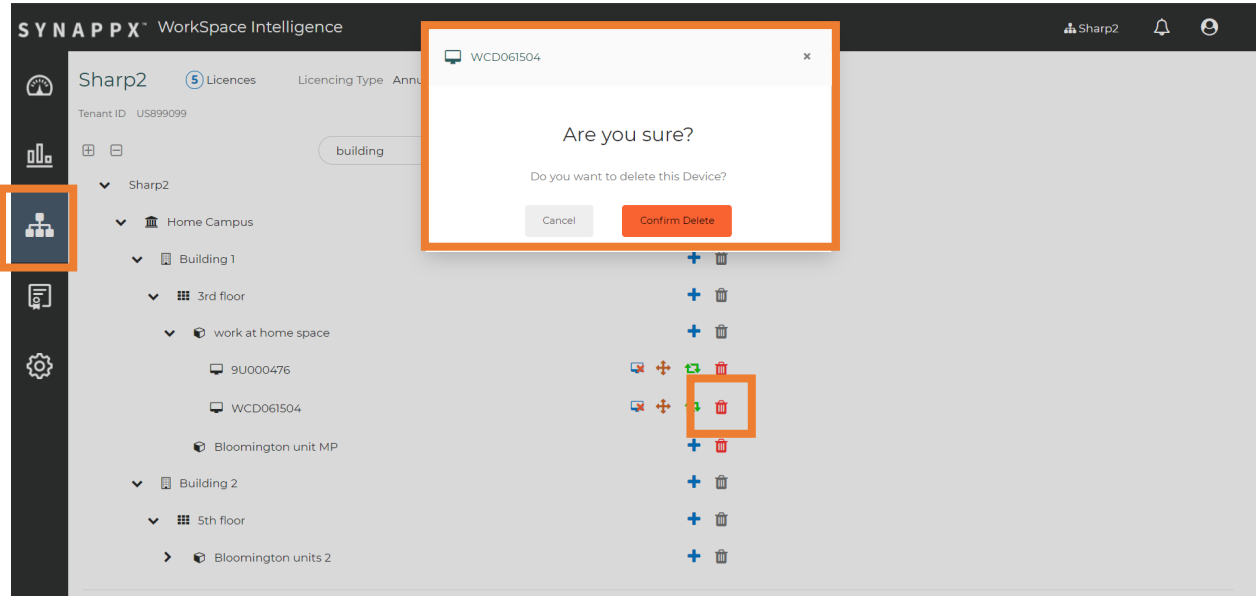 SYNAPPX™ WorkSpace Intelligence
Sharp2
WCD061504
×
Sharp2 5 Licences Licencing Type
Tenant ID US899099
building
Are you sure?
Do you want to delete this Device?
Cancel Confirm Delete
Sharp2
Home Campus
Building 1
3rd floor
work at home space
9U000476
WCD061504
Bloomington unit MP
Building 2
5th floor
Bloomington units 2